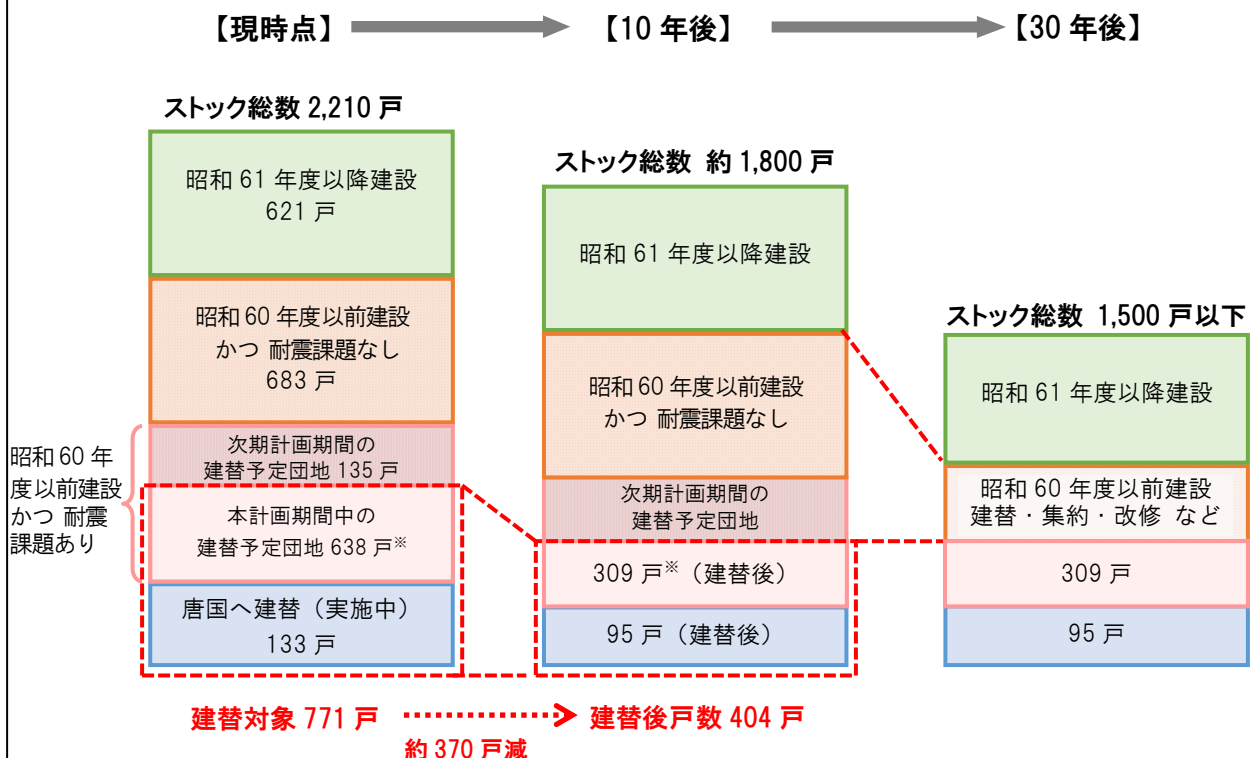 【現時点】
【10 年後】
【30 年後】
ストック総数 2,210 戸
昭和 61 年度以降建設
621 戸
昭和 60 年度以前建設
かつ 耐震課題なし
683 戸
昭和 60 年
度以前建設
かつ 耐震
課題あり
次期計画期間の
建替予定団地 135 戸
本計画期間中の
建替予定団地 638 戸※
唐国へ建替（実施中）
133 戸
ストック総数 約 1,800 戸
昭和 61 年度以降建設
昭和 60 年度以前建設
かつ 耐震課題なし
次期計画期間の
建替予定団地
309 戸※（建替後）
95 戸（建替後）
ストック総数 1,500 戸以下
昭和 61 年度以降建設
昭和 60 年度以前建設
建替・集約・改修 など
309 戸
95 戸
建替対象 771 戸
建替後戸数 404 戸
約 370 戸減